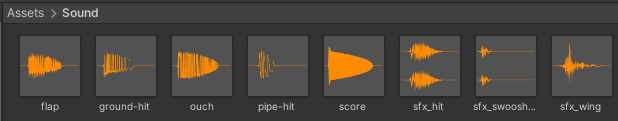 Assets > Sound
flap ground-hit ouch pipe-hit score sfx_hit sfx_swoosh... sfx_wing